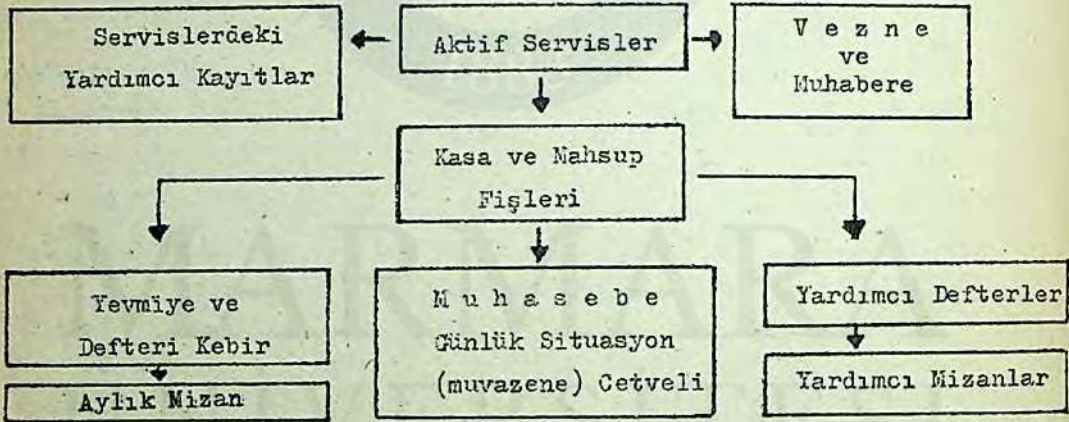 Servislerdeki
Yardımcı Kayıtlar
Aktif Servisler
V e z n e
ve
Muhabere
Kasa ve Mahsup
Fişleri
Yevmiye ve
Defteri Kebir
Aylık Mizan
M u h a s e b e
Günlük Situasyon
(muvazene) Cetveli
Yardımcı Defterler
Yardımcı Mizanlar
MARMARA